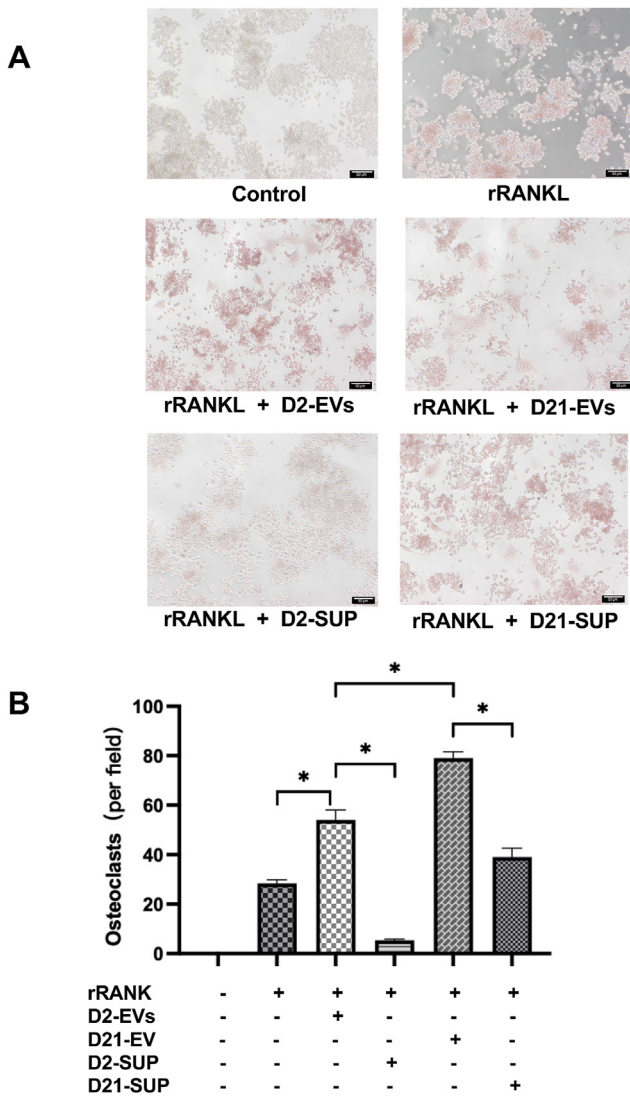 A
Control
rRANKL
rRANKL + D2-EVs
rRANKL + D21-EVs
rRANKL + D2-SUP
rRANKL + D21-SUP
B
Osteoclasts (per field)
100
80
60
40
20
0
* * * *
rRANK - + + + + +
D2-EVs - - + - - -
D21-EV - - - - + -
D2-SUP - - - + - -
D21-SUP - - - - - +